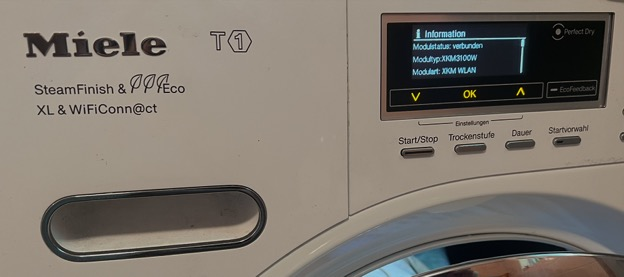 Miele
T1
SteamFinish & Eco
XL & WiFiConn@ct
i Information
Modulstatus: verbunden
Modultyp:XKM3100W
Modulart: XKM WLAN
OK
Perfect Dry
EcoFeedback
Einstellungen
Start/Stop
Trockenstufe
Dauer
Startvorwahl